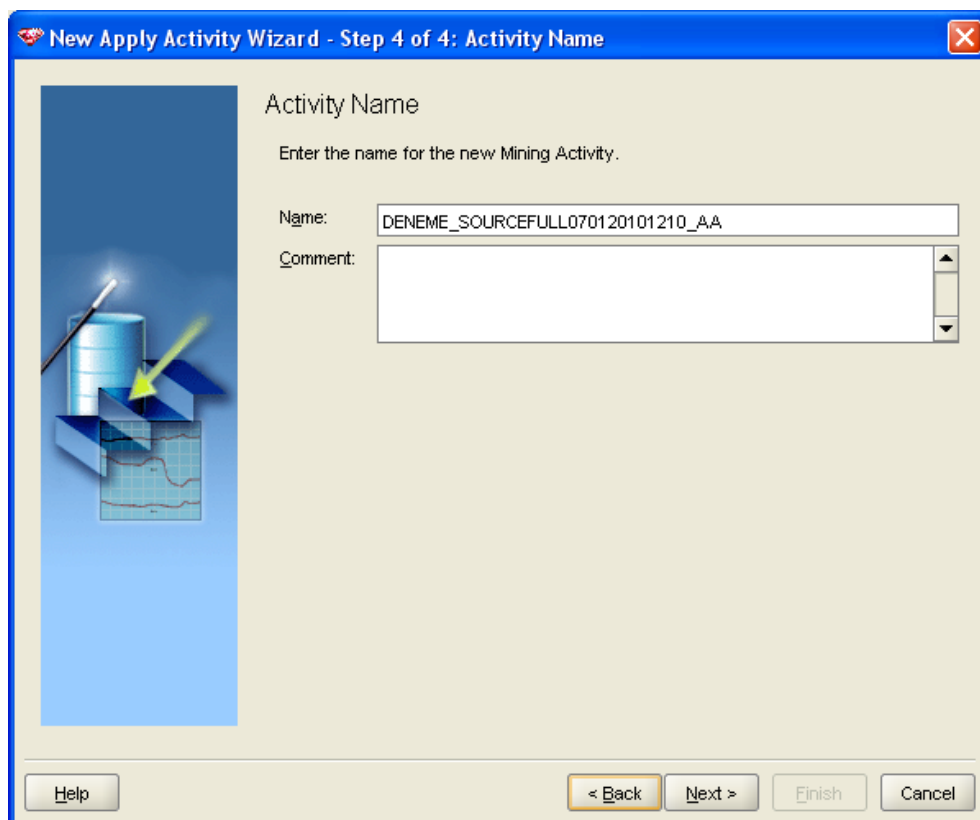 New Apply Activity Wizard - Step 4 of 4: Activity Name
Activity Name
Enter the name for the new Mining Activity.
Name: DENEME_SOURCEFULL070120101210_AA
Comment:
Help < Back Next > Finish Cancel